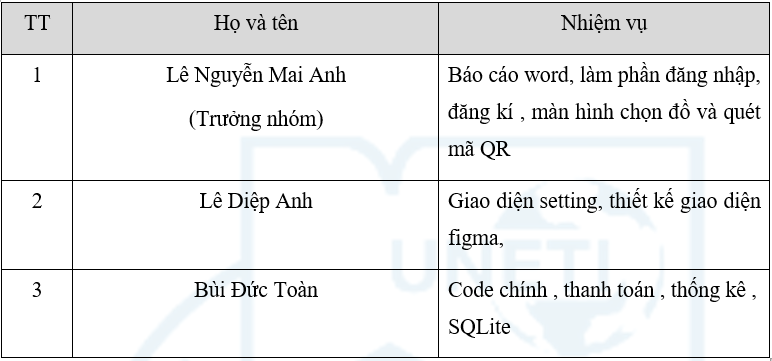 TT Họ và tên Nhiệm vụ
1 Lê Nguyễn Mai Anh Báo cáo word, làm phần đăng nhập,
(Trưởng nhóm) đăng kí , màn hình chọn đồ và quét
mã QR
2 Lê Diệp Anh Giao diện setting, thiết kế giao diện
figma,
3 Bùi Đức Toàn Code chính , thanh toán , thống kê ,
SQLite
UNETI